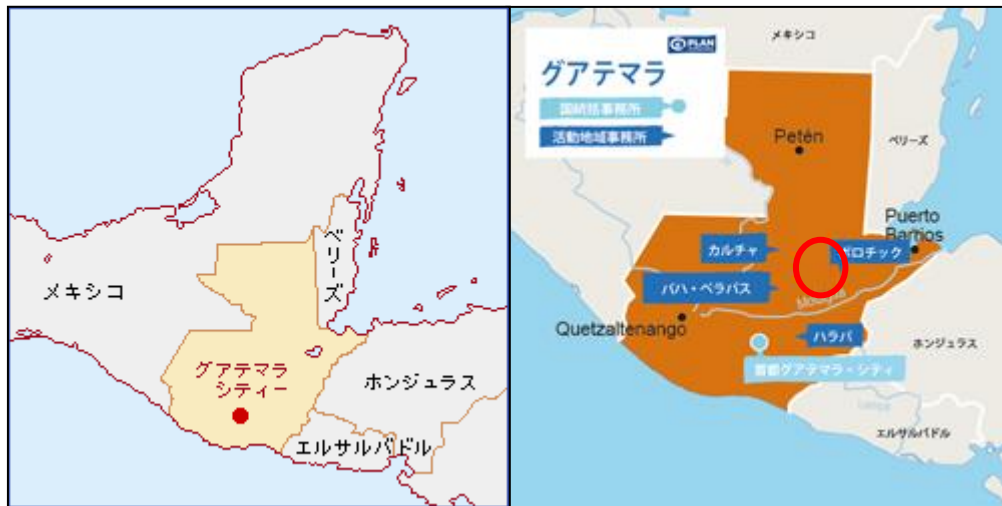 メキシコ
ベリーズ
グアテマラ
シティー
ホンジュラス
エルサルバドル
PLAN
グアテマラ
国統括事務所
活動地域事務所
メキシコ
Petén
ベリーズ
Puerto
Barrios
カルチャ
ポロチック
バハ・ベラパス
Quetzaltenango
ハラパ
首都グアテマラ・シティ
ホンジュラス
エルサルバドル